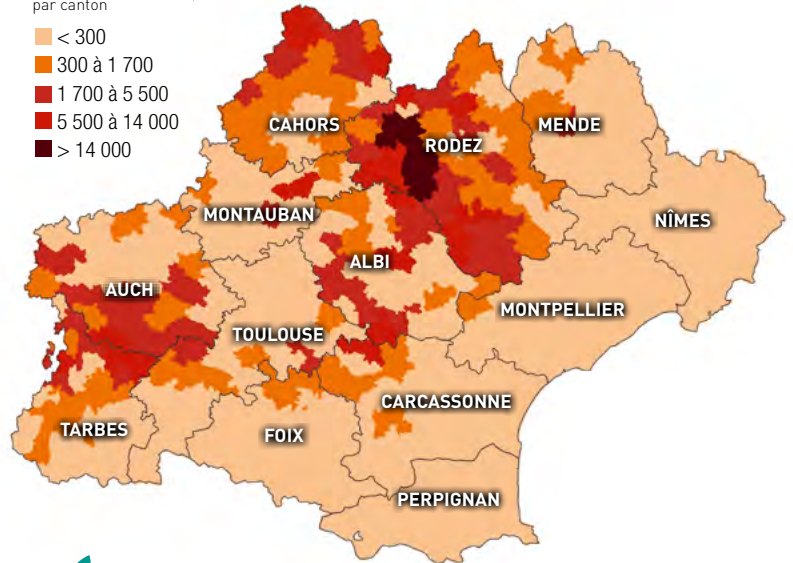 par canton
< 300
300 à 1 700
1 700 à 5 500
5 500 à 14 000
> 14 000
CAHORS
RODEZ
MENDE
MONTAUBAN
NÎMES
ALBI
AUCH
MONTPELLIER
TOULOUSE
CARCASSONNE
TARBES
FOIX
PERPIGNAN